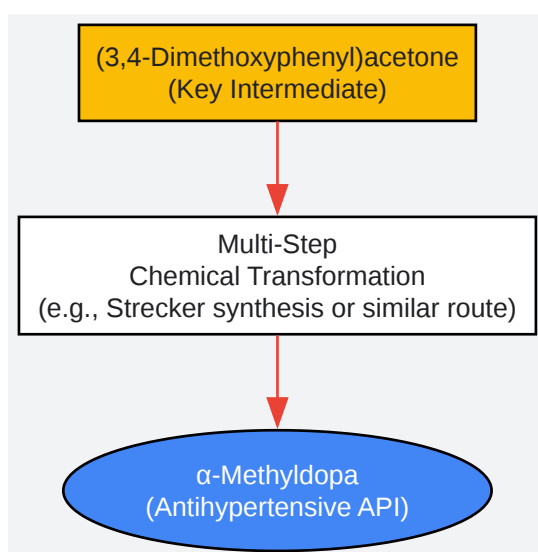 (3,4-Dimethoxyphenyl)acetone
(Key Intermediate)
Multi-Step
Chemical Transformation
(e.g., Strecker synthesis or similar route)
α-Methyldopa
(Antihypertensive API)